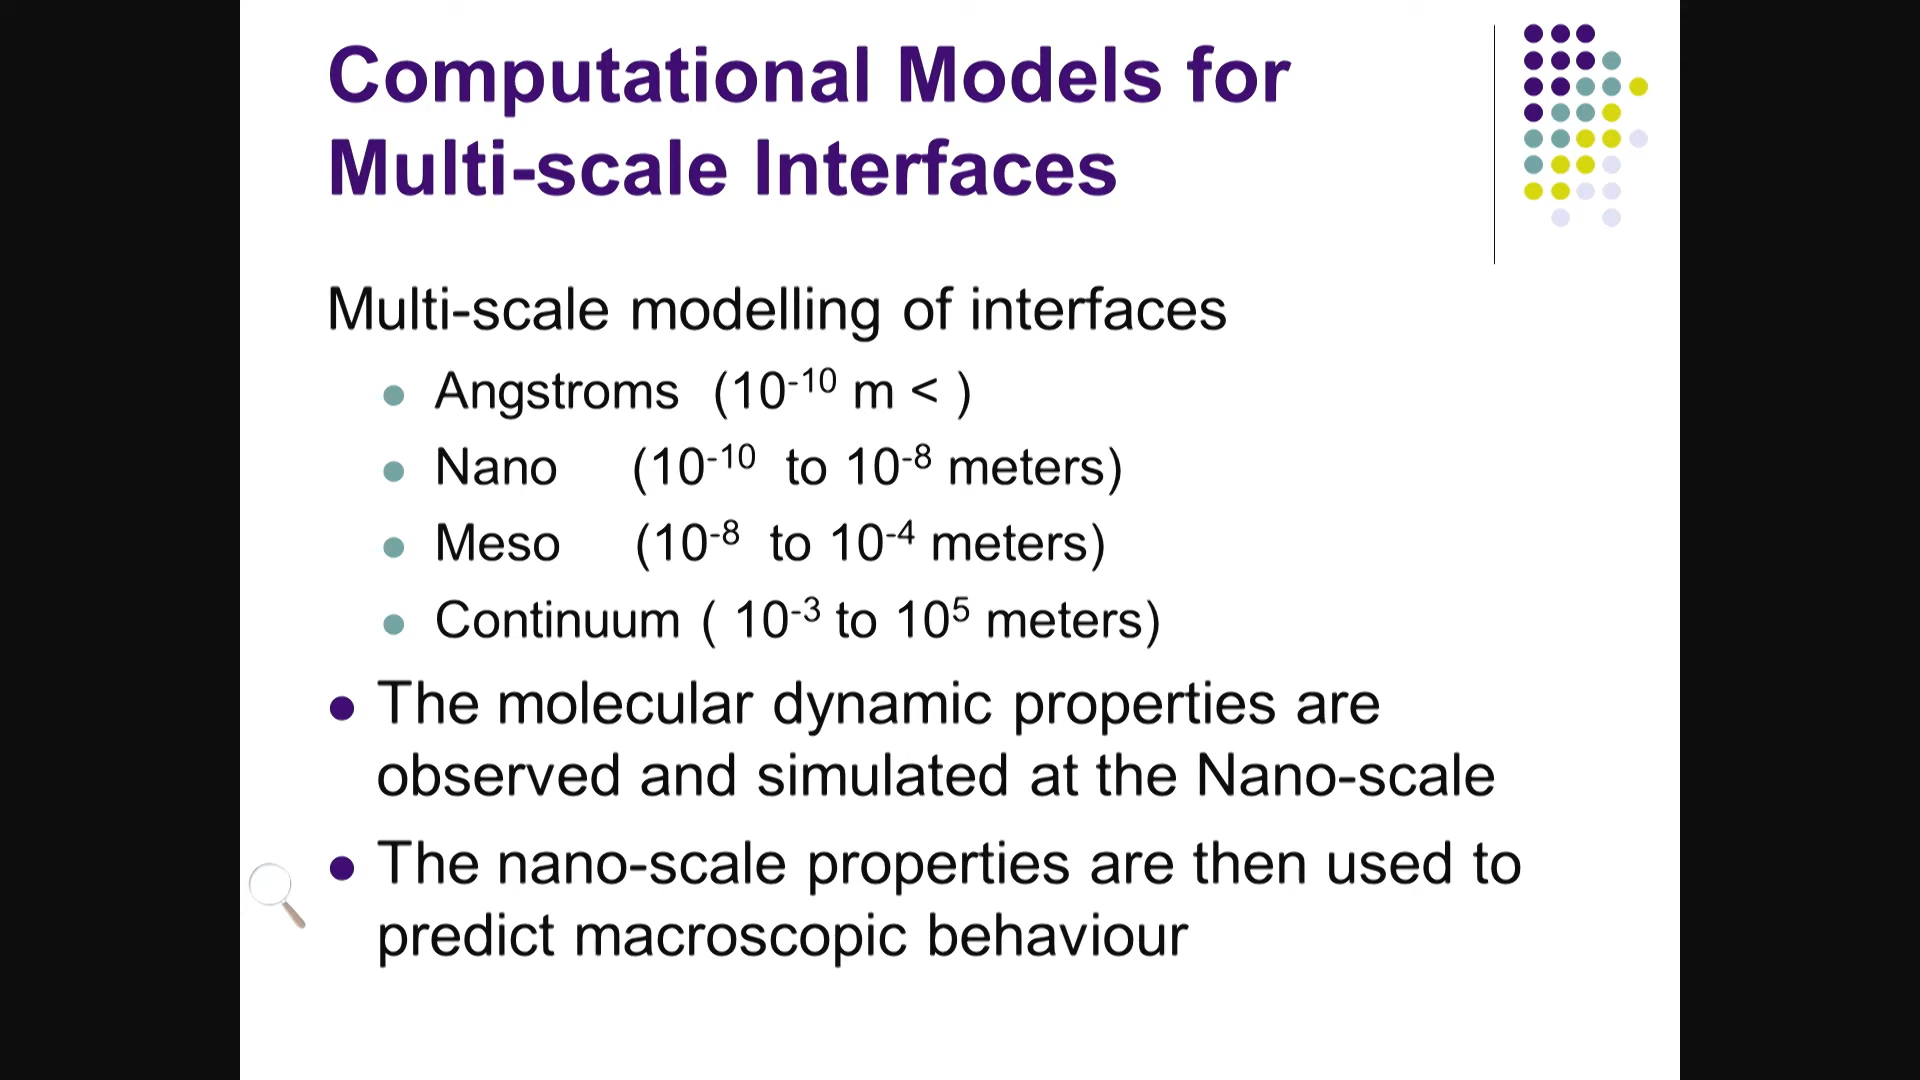 Computational Models for
Multi-scale Interfaces
Multi-scale modelling of interfaces
Angstroms (10⁻¹⁰ m < )
Nano (10⁻¹⁰ to 10⁻⁸ meters)
Meso (10⁻⁸ to 10⁻⁴ meters)
Continuum ( 10⁻³ to 10⁵ meters)
The molecular dynamic properties are
observed and simulated at the Nano-scale
The nano-scale properties are then used to
predict macroscopic behaviour